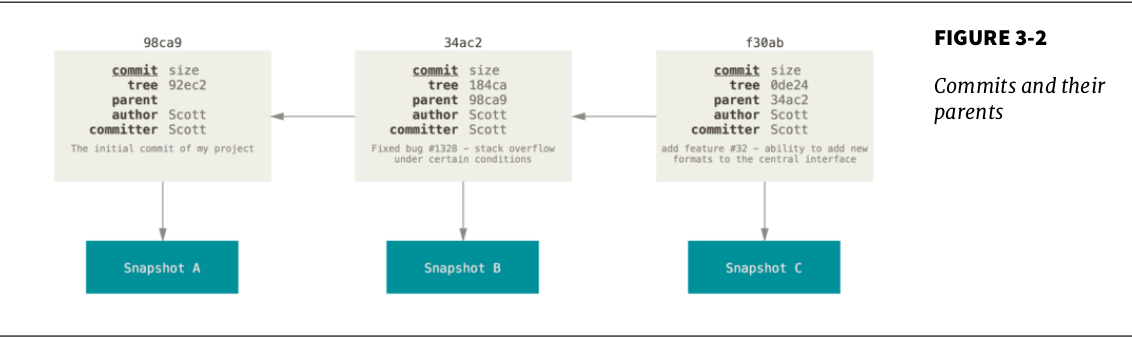 98ca9
commit size
tree 92ec2
parent
author Scott
committer Scott
The initial commit of my project
Snapshot A
34ac2
commit size
tree 184ca
parent 98ca9
author Scott
committer Scott
Fixed bug #1328 – stack overflow
under certain conditions
Snapshot B
f30ab
commit size
tree 0de24
parent 34ac2
author Scott
committer Scott
add feature #32 – ability to add new
formats to the central interface
Snapshot C
FIGURE 3-2
Commits and their
parents